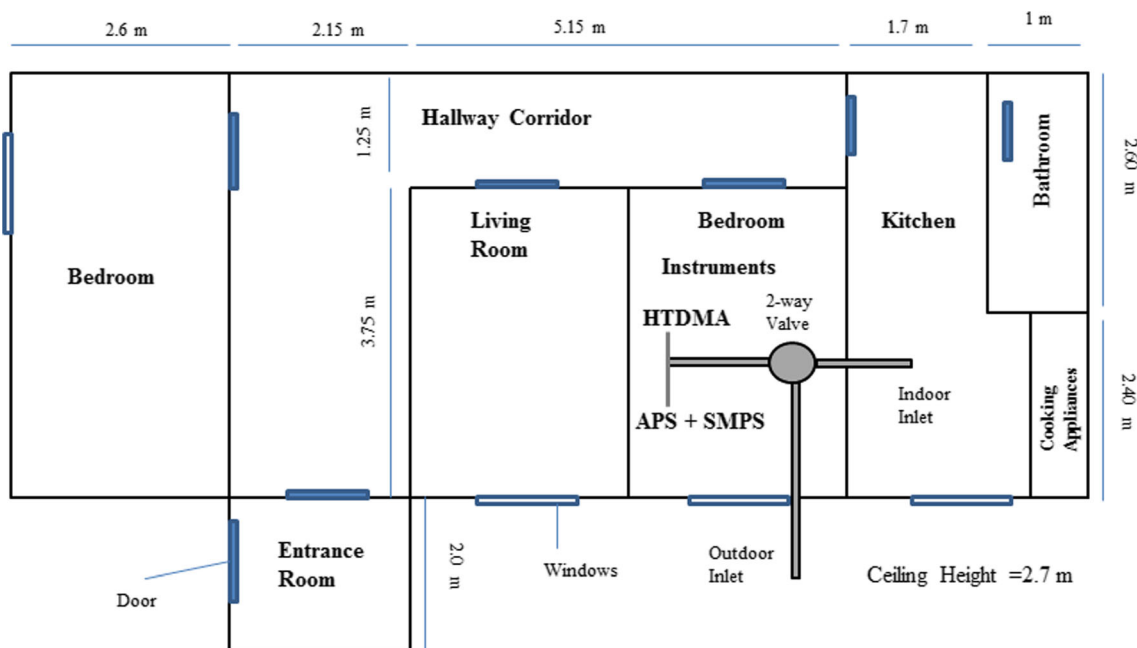 2.6 m
2.15 m
5.15 m
1.7 m
1 m
Hallway Corridor
1.25 m
Bathroom
2.60 m
Living
Room
Bedroom
Kitchen
Bedroom
Instruments
3.75 m
HTDMA
2-way
Valve
Indoor
Inlet
APS + SMPS
Cooking
Appliances
2.40 m
Entrance
Room
2.0 m
Windows
Outdoor
Inlet
Ceiling Height =2.7 m
Door